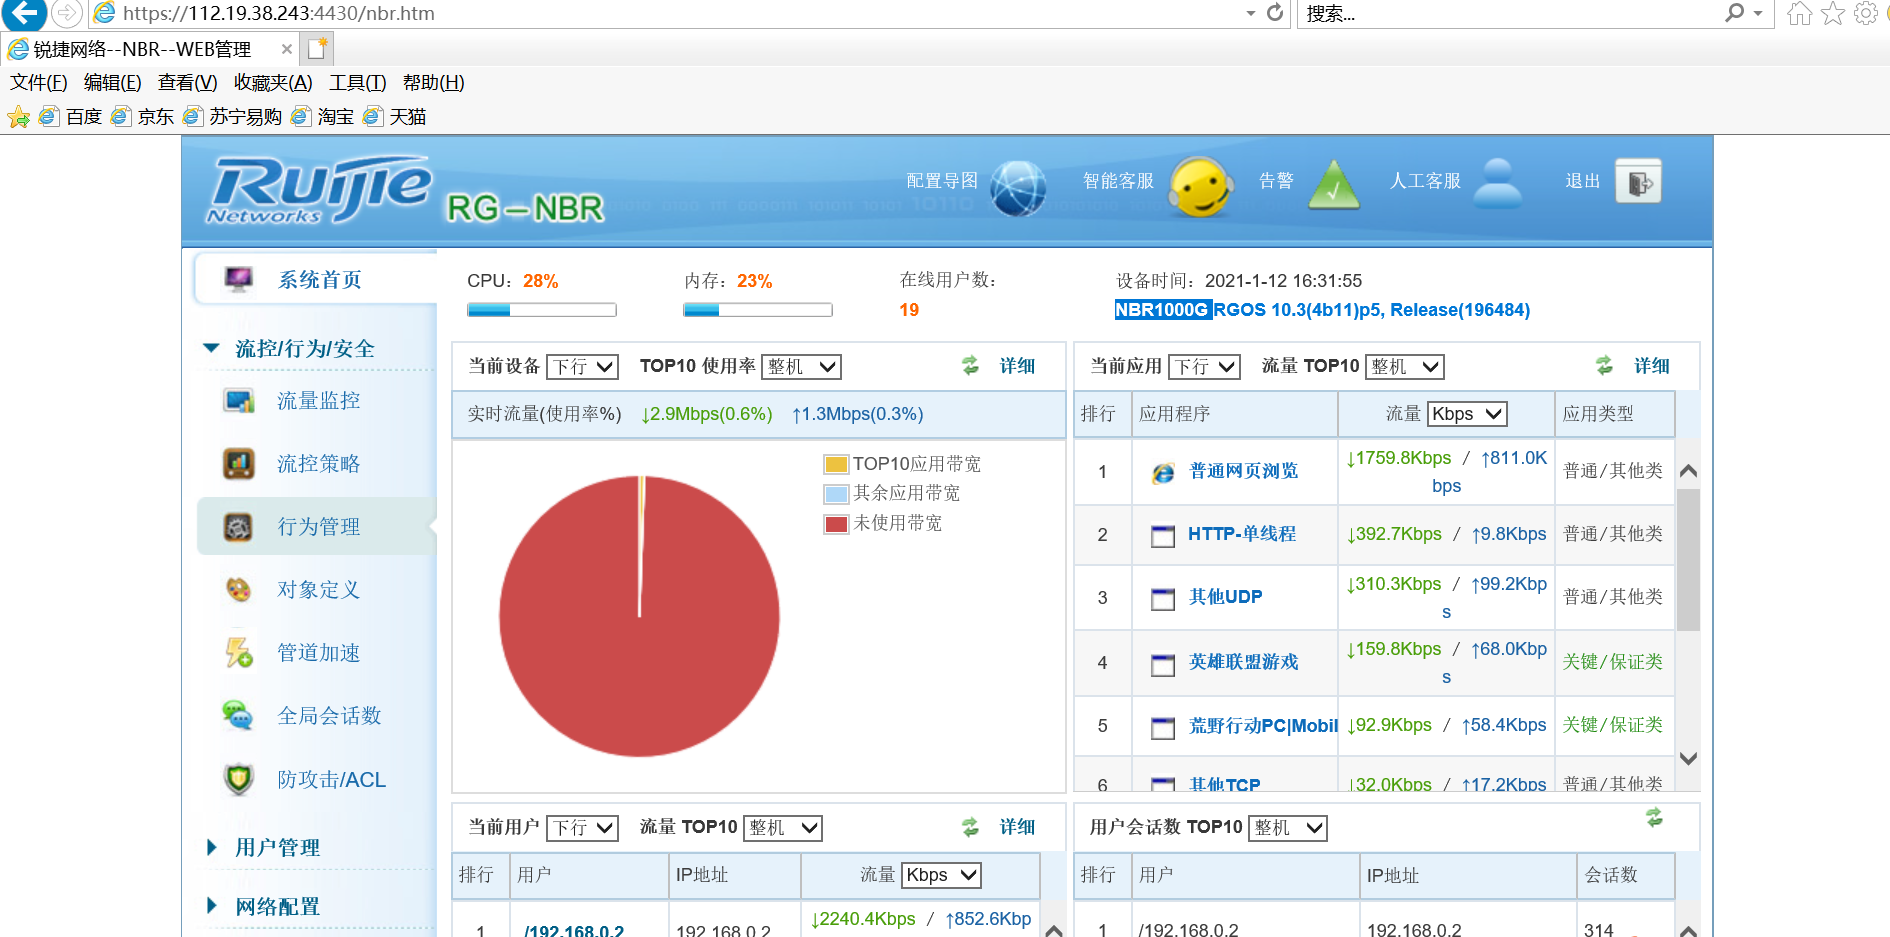 https://112.19.38.243:4430/nbr.htm
搜索...
锐捷网络--NBR--WEB管理
文件(F) 编辑(E) 查看(V) 收藏夹(A) 工具(T) 帮助(H)
百度 京东 苏宁易购 淘宝 天猫
Ruijie Networks RG-NBR
配置导图 智能客服 告警 人工客服 退出
系统首页
流控/行为/安全
流量监控
流控策略
行为管理
对象定义
管道加速
全局会话数
防攻击/ACL
用户管理
网络配置
CPU：28% 内存：23% 在线用户数： 设备时间：2021-1-12 16:31:55
19 NBR1000G RGOS 10.3(4b11)p5, Release(196484)
当前设备 下行 TOP10 使用率 整机 详细
实时流量(使用率%) ↓2.9Mbps(0.6%) ↑1.3Mbps(0.3%)
TOP10应用带宽
其余应用带宽
未使用带宽
当前应用 下行 流量 TOP10 整机 详细
排行 应用程序 流量 Kbps 应用类型
1 普通网页浏览 ↓1759.8Kbps / ↑811.0Kbps 普通/其他类
2 HTTP-单线程 ↓392.7Kbps / ↑9.8Kbps 普通/其他类
3 其他UDP ↓310.3Kbps / ↑99.2Kbps 普通/其他类
4 英雄联盟游戏 ↓159.8Kbps / ↑68.0Kbps 关键/保证类
5 荒野行动PC|Mobil ↓92.9Kbps / ↑58.4Kbps 关键/保证类
6 其他TCP ↓32.0Kbps / ↑17.2Kbps 普通/其他类
当前用户 下行 流量 TOP10 整机 详细
排行 用户 IP地址 流量 Kbps
1 /192.168.0.2 192.168.0.2 ↓2240.4Kbps / ↑852.6Kbp
用户会话数 TOP10 整机
排行 用户 IP地址 会话数
1 /192.168.0.2 192.168.0.2 314